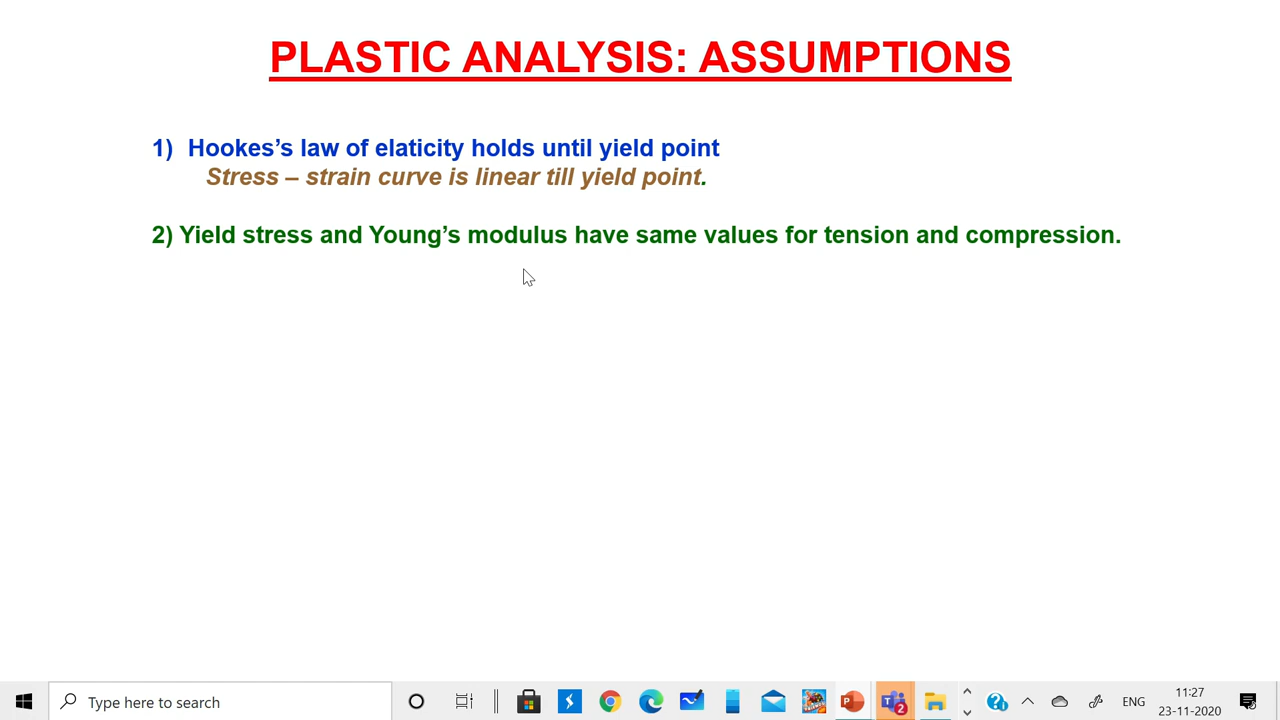 PLASTIC ANALYSIS: ASSUMPTIONS
1) Hookes’s law of elaticity holds until yield point
Stress – strain curve is linear till yield point.
2) Yield stress and Young’s modulus have same values for tension and compression.
Type here to search
2
ENG
11:27
23-11-2020